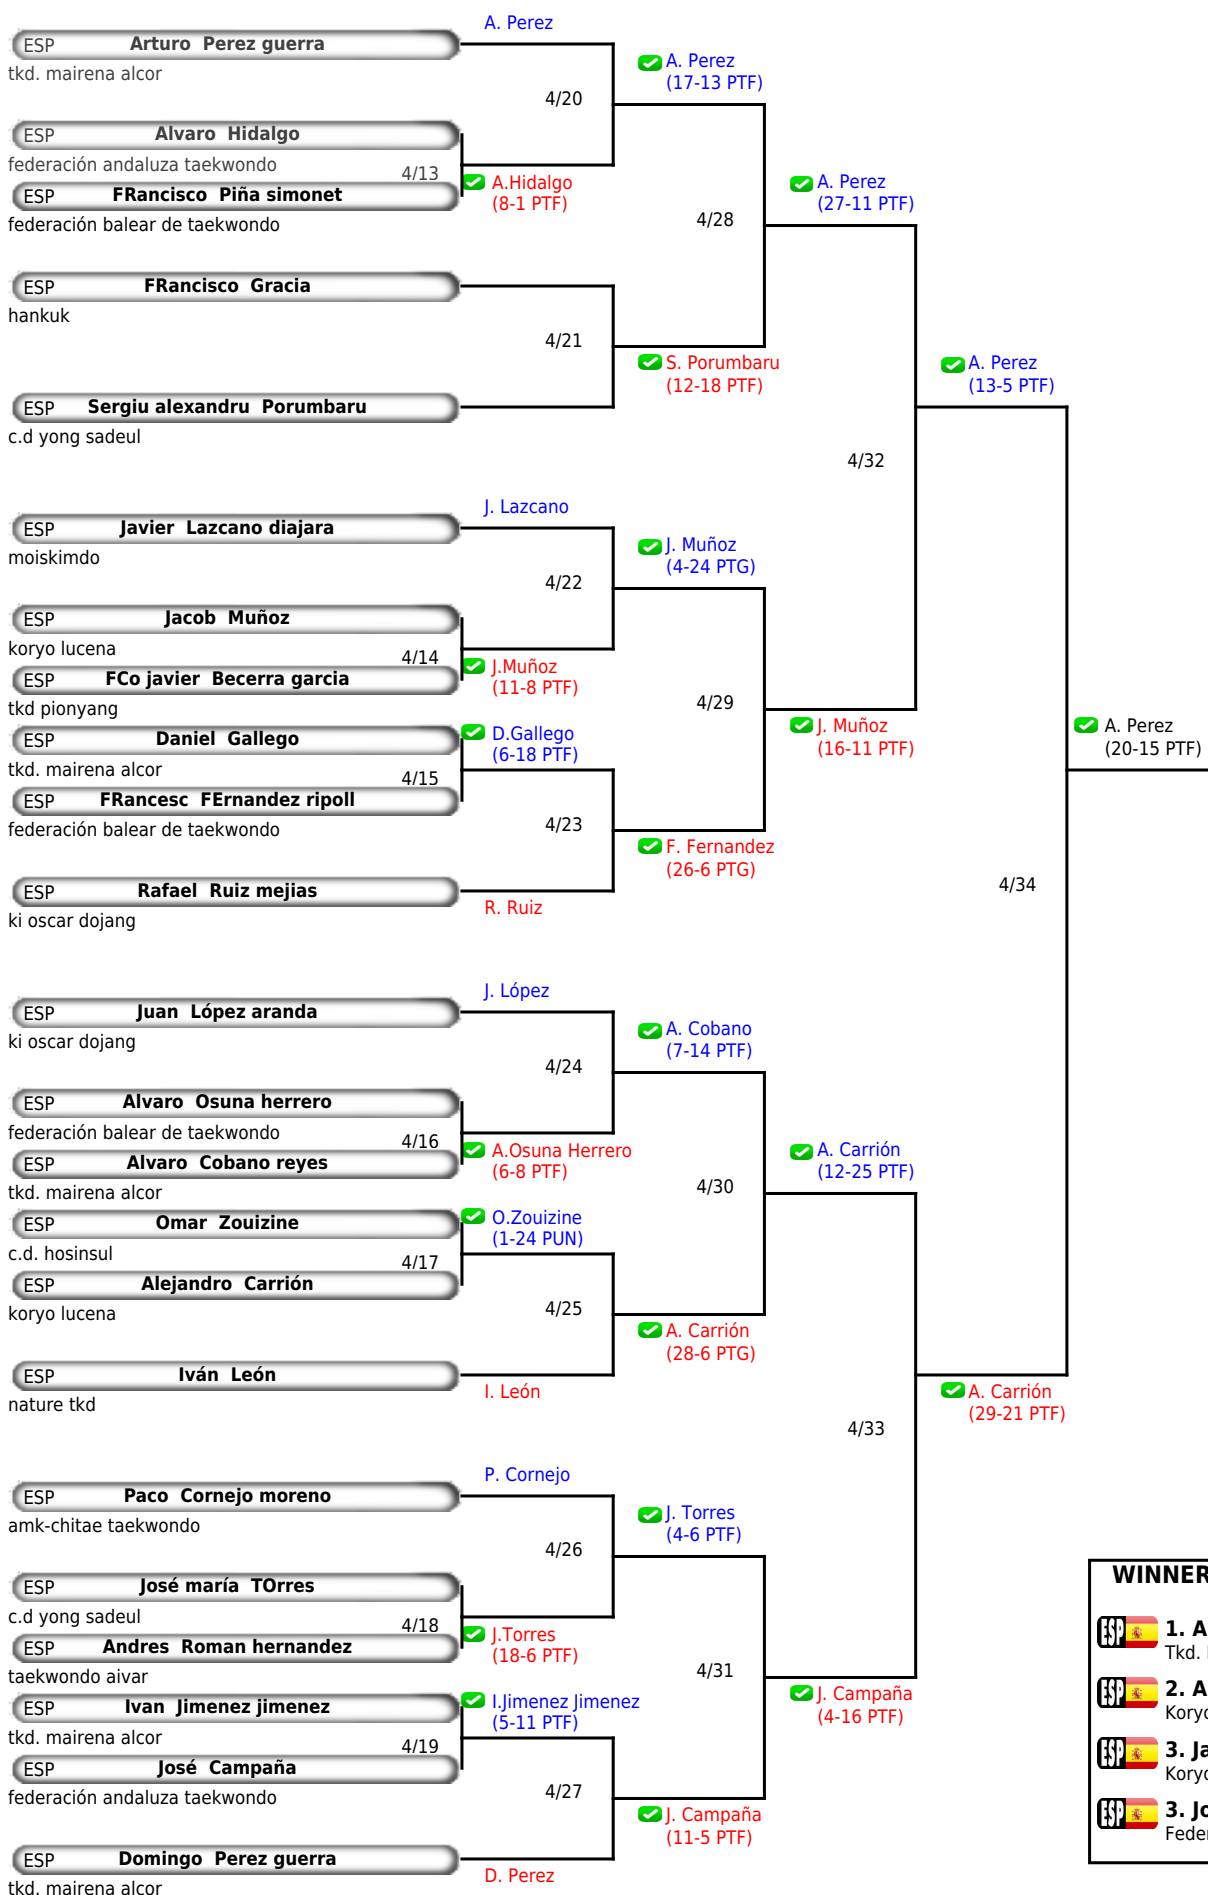 A. Perez
ESP Arturo Perez guerra
tkd. mairena alcor
A. Perez
(17-13 PTF)
4/20
ESP Alvaro Hidalgo
federación andaluza taekwondo
4/13
ESP FRancisco Piña simonet
A.Hidalgo
(8-1 PTF)
federación balear de taekwondo
A. Perez
(27-11 PTF)
4/28
ESP FRancisco Gracia
hankuk
4/21
S. Porumbaru
(12-18 PTF)
A. Perez
(13-5 PTF)
ESP Sergiu alexandru Porumbaru
c.d yong sadeul
4/32
J. Lazcano
ESP Javier Lazcano diajara
moiskimdo
J. Muñoz
(4-24 PTG)
4/22
ESP Jacob Muñoz
koryo lucena
4/14
ESP FCo javier Becerra garcia
J.Muñoz
(11-8 PTF)
tkd pionyang
4/29
ESP Daniel Gallego
D.Gallego
(6-18 PTF)
J. Muñoz
(16-11 PTF)
A. Perez
(20-15 PTF)
tkd. mairena alcor
4/15
ESP FRancesc FErnandez ripoll
federación balear de taekwondo
4/23
F. Fernandez
(26-6 PTG)
ESP Rafael Ruiz mejias
ki oscar dojang
R. Ruiz
4/34
J. López
ESP Juan López aranda
ki oscar dojang
A. Cobano
(7-14 PTF)
4/24
ESP Alvaro Osuna herrero
federación balear de taekwondo
4/16
ESP Alvaro Cobano reyes
A.Osuna Herrero
(6-8 PTF)
tkd. mairena alcor
A. Carrión
(12-25 PTF)
4/30
ESP Omar Zouizine
O.Zouizine
(1-24 PUN)
c.d. hosinsul
4/17
ESP Alejandro Carrión
koryo lucena
4/25
A. Carrión
(28-6 PTG)
ESP Iván León
nature tkd
I. León
A. Carrión
(29-21 PTF)
4/33
P. Cornejo
ESP Paco Cornejo moreno
amk-chitae taekwondo
J. Torres
(4-6 PTF)
4/26
ESP José maría TOrres
c.d yong sadeul
4/18
ESP Andres Roman hernandez
J.Torres
(18-6 PTF)
taekwondo aivar
4/31
ESP Ivan Jimenez jimenez
I.Jimenez Jimenez
(5-11 PTF)
J. Campaña
(4-16 PTF)
tkd. mairena alcor
4/19
ESP José Campaña
federación andaluza taekwondo
4/27
J. Campaña
(11-5 PTF)
ESP Domingo Perez guerra
tkd. mairena alcor
D. Perez
WINNER
ESP 1. A
Tkd.
ESP 2. A
Koryo
ESP 3. Ja
Koryo
ESP 3. Jo
Feder